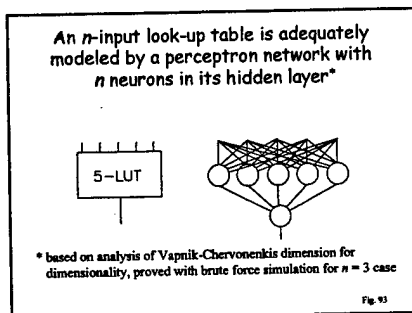 An n-input look-up table is adequately
modeled by a perceptron network with
n neurons in its hidden layer*
5-LUT
* based on analysis of Vapnik-Chervonenkis dimension for
dimensionality, proved with brute force simulation for n = 3 case
Fig. 93